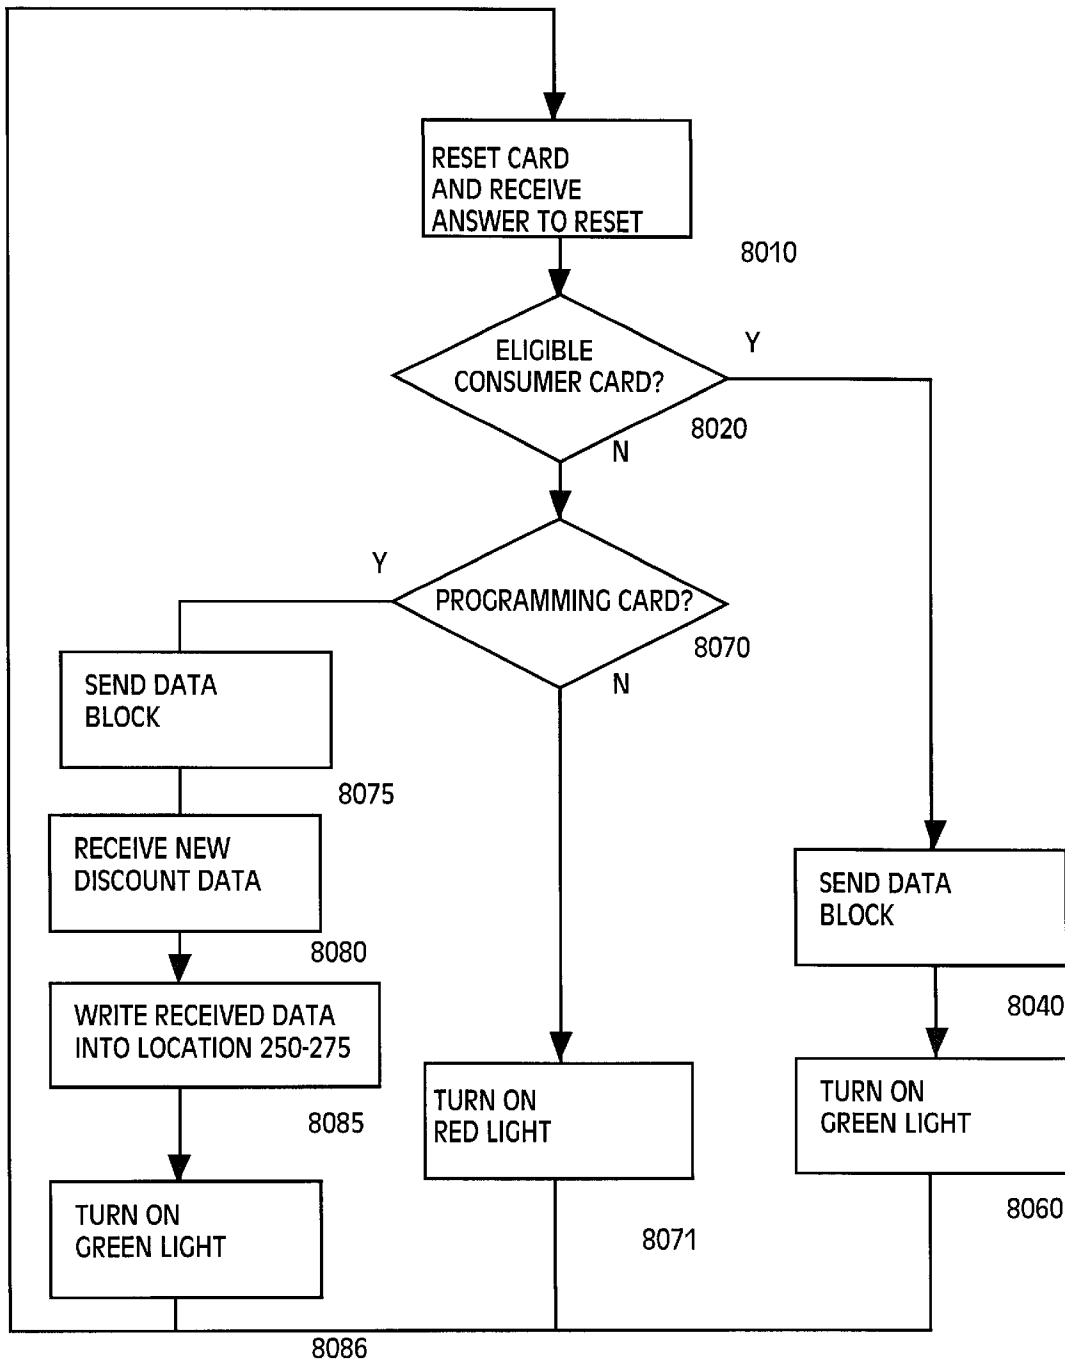 RESET CARD
AND RECEIVE
ANSWER TO RESET
8010
ELIGIBLE
CONSUMER CARD?
Y
8020
N
PROGRAMMING CARD?
Y
8070
N
SEND DATA
BLOCK
8075
RECEIVE NEW
DISCOUNT DATA
8080
WRITE RECEIVED DATA
INTO LOCATION 250-275
8085
TURN ON
GREEN LIGHT
8086
TURN ON
RED LIGHT
8071
SEND DATA
BLOCK
8040
TURN ON
GREEN LIGHT
8060